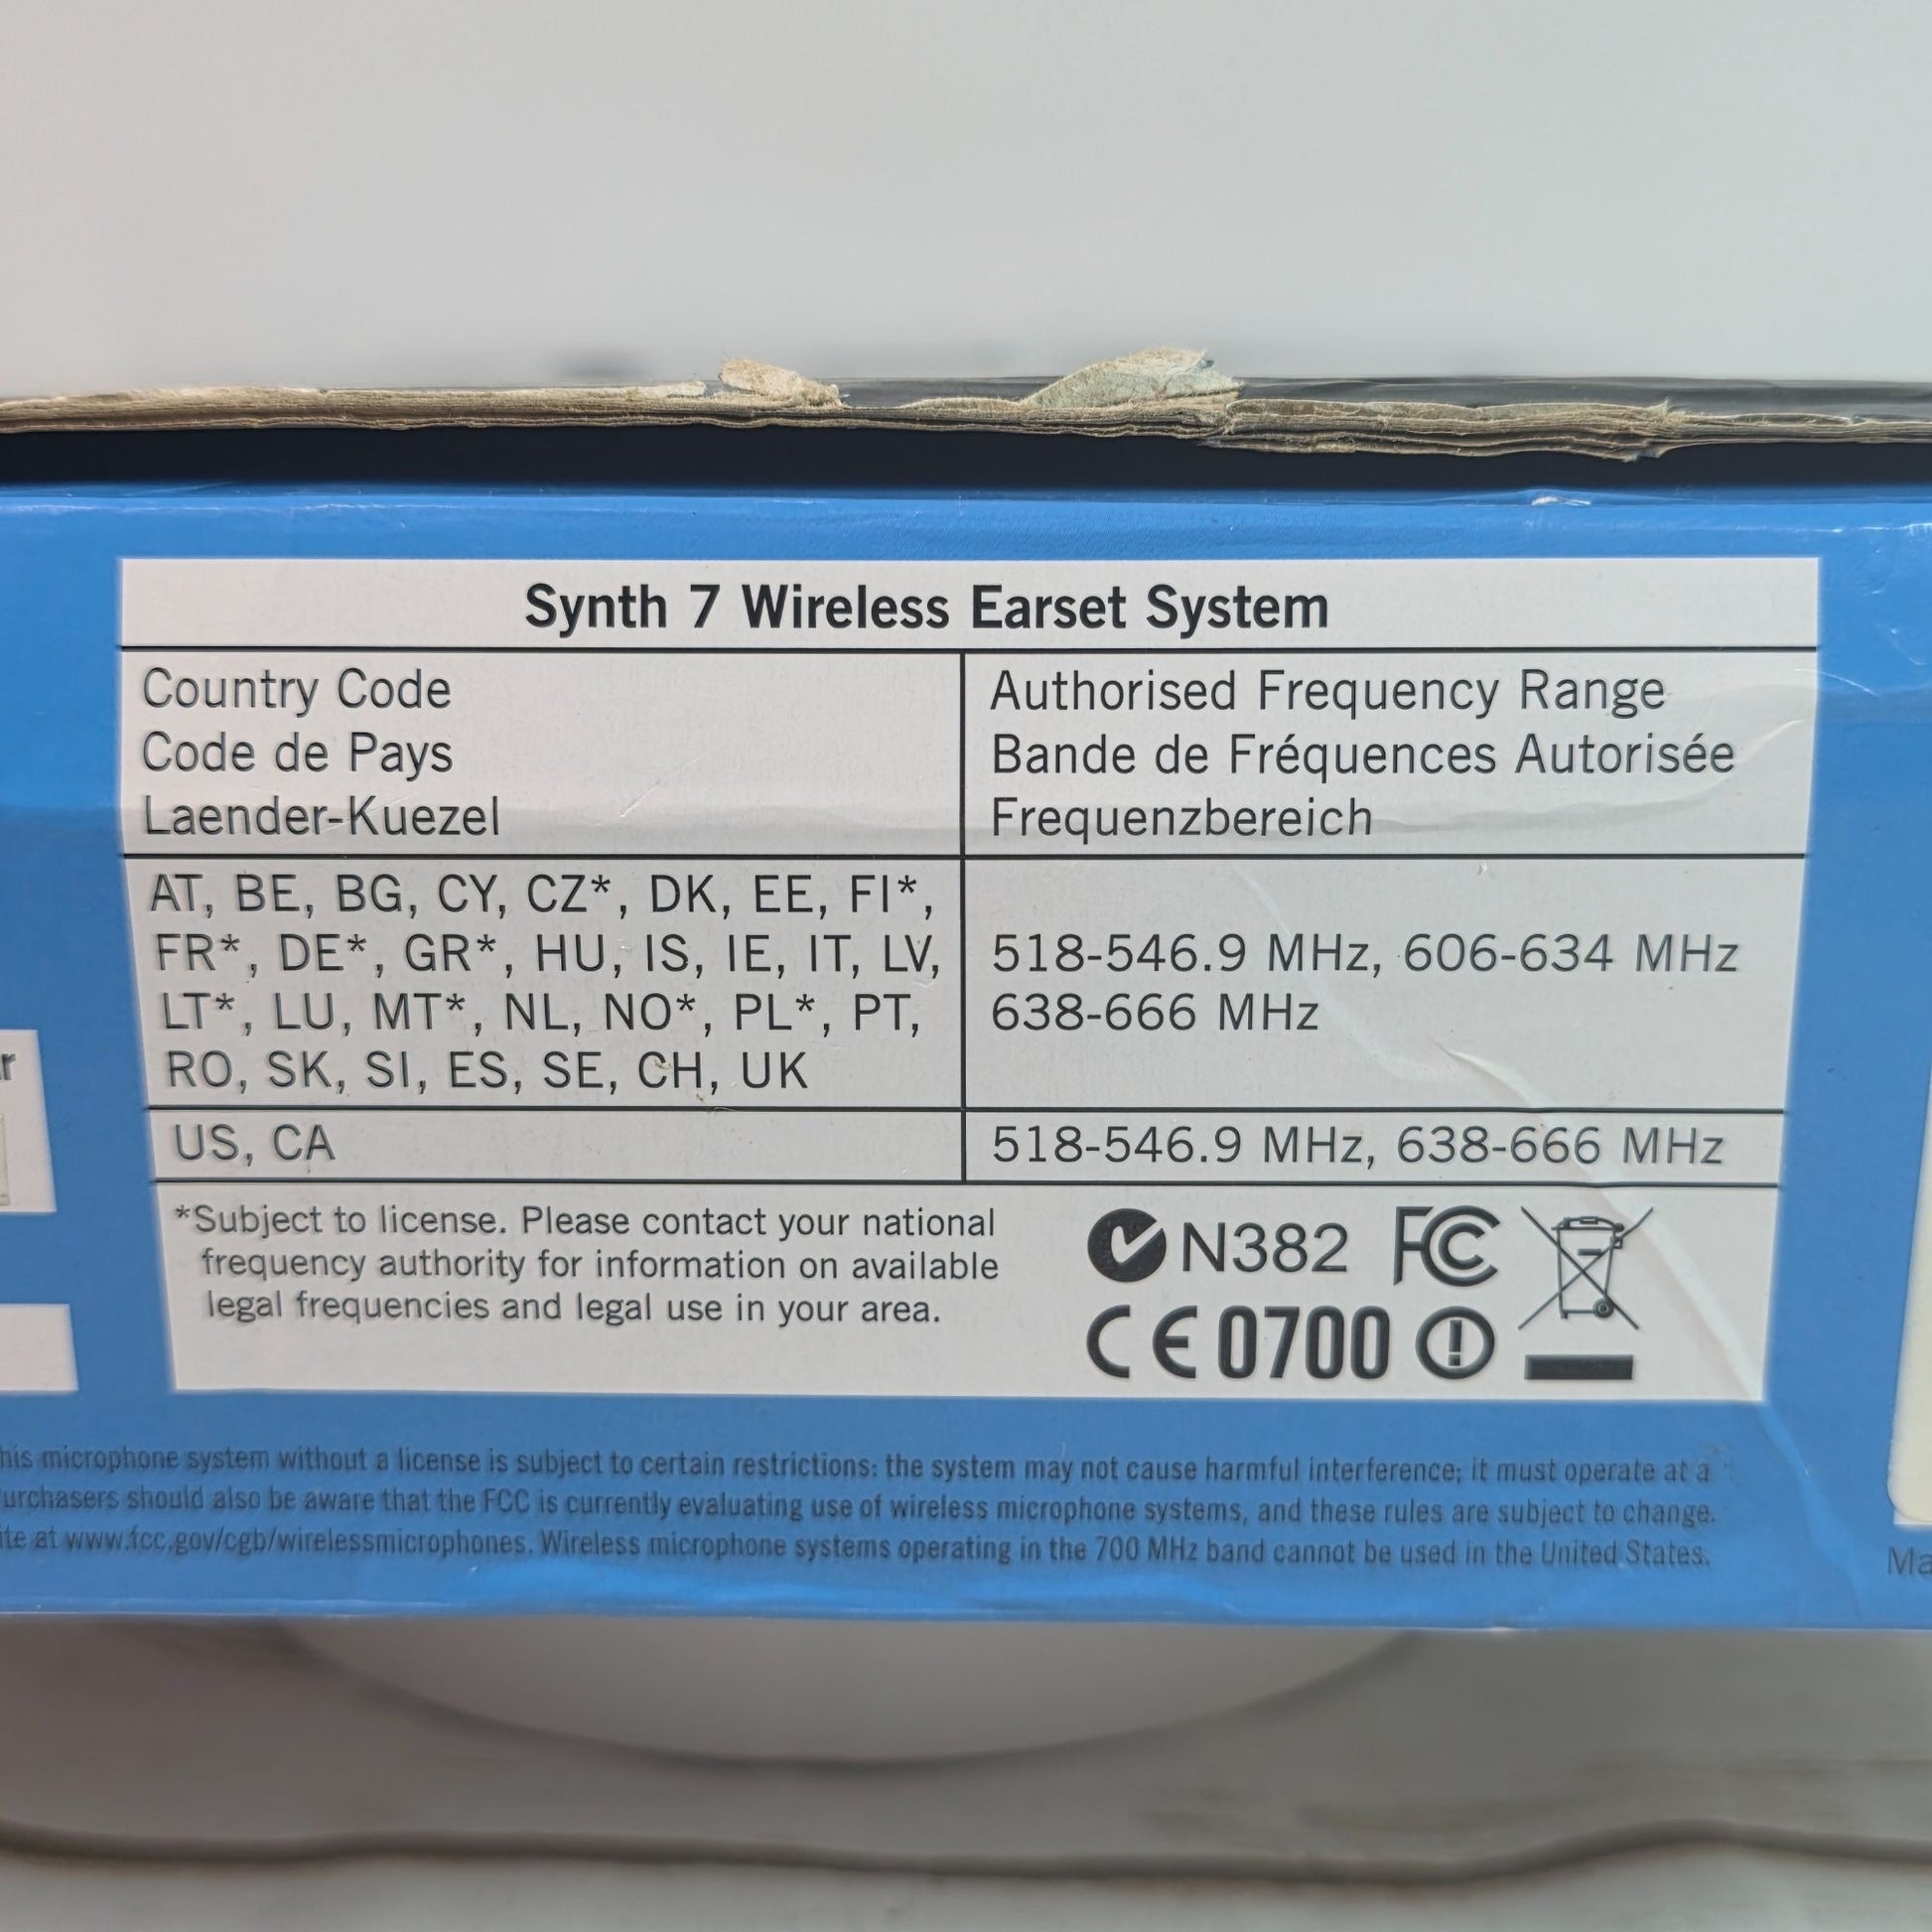 Synth 7 Wireless Earset System
Country Code
Code de Pays
Laender-Kuezel
Authorised Frequency Range
Bande de Fréquences Autorisée
Frequenzbereich
AT, BE, BG, CY, CZ*, DK, EE, FI*,
FR*, DE*, GR*, HU, IS, IE, IT, LV,
LT*, LU, MT*, NL, NO*, PL*, PT,
RO, SK, SI, ES, SE, CH, UK
518-546.9 MHz, 606-634 MHz
638-666 MHz
US, CA
518-546.9 MHz, 638-666 MHz
*Subject to license. Please contact your national
frequency authority for information on available
legal frequencies and legal use in your area.
N382 FC
CE 0700
microphone system without a license is subject to certain restrictions: the system may not cause harmful interference; it must operate at a
should also be aware that the FCC is currently evaluating use of wireless microphone systems, and these rules are subject to change.
at www.fcc.gov/cgb/wirelessmicrophones. Wireless microphone systems operating in the 700 MHz band cannot be used in the United States.